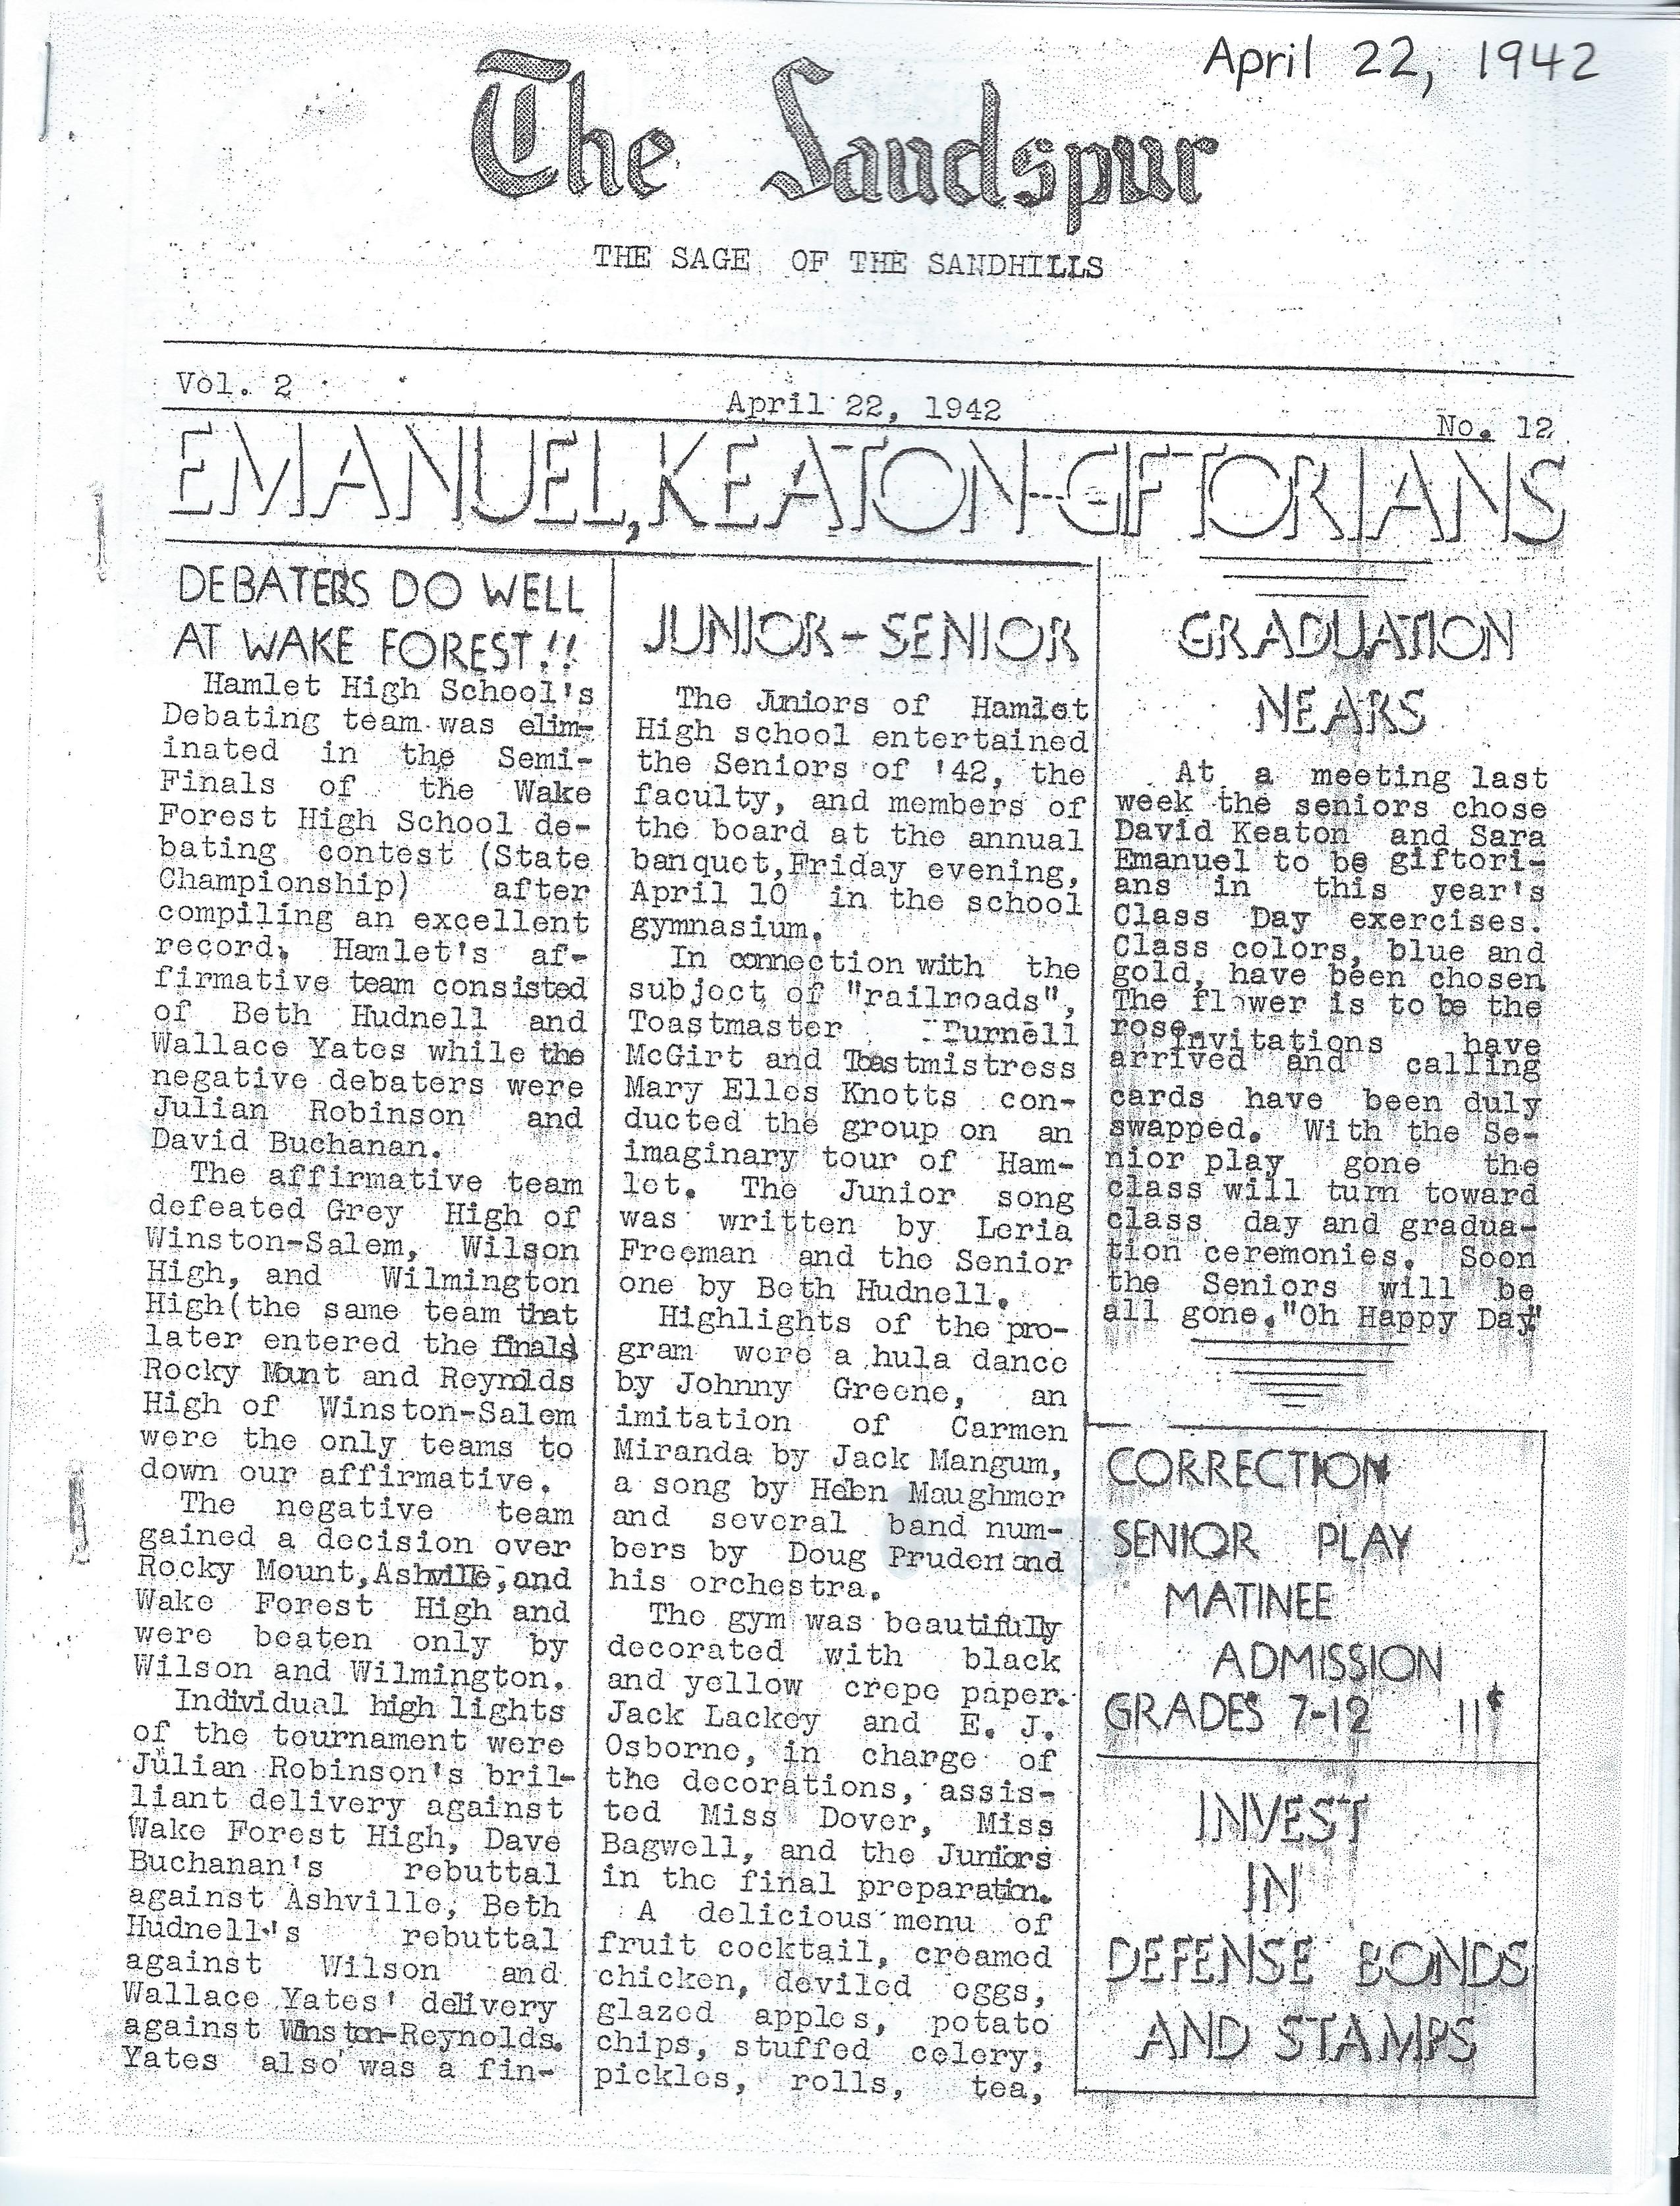 April 22, 1942
The Sandspur
THE SAGE OF THE SANDHILLS
Vol. 2
April 22, 1942
No. 12
EMANUEL, KEATON--GIFTORIANS
DEBATERS DO WELL
AT WAKE FOREST!!
Hamlet High School's
Debating team was elim-
inated in the Semi-
Finals of the Wake
Forest High School de-
bating contest (State
Championship) after
compiling an excellent
record. Hamlet's af-
firmative team consisted
of Beth Hudnell and
Wallace Yates while the
negative debaters were
Julian Robinson and
David Buchanan.
The affirmative team
defeated Grey High of
Winston-Salem, Wilson
High, and Wilmington
High(the same team that
later entered the finals)
Rocky Mount and Reynolds
High of Winston-Salem
were the only teams to
down our affirmative.
The negative team
gained a decision over
Rocky Mount,Ashville,and
Wake Forest High and
were beaten only by
Wilson and Wilmington.
Individual high lights
of the tournament were
Julian Robinson's bril-
liant delivery against
Wake Forest High, Dave
Buchanan's rebuttal
against Ashville, Beth
Hudnell's rebuttal
against Wilson and
Wallace Yates' delivery
against Winston-Reynolds.
Yates also was a fin-
JUNIOR - SENIOR
The Juniors of Hamlet
High school entertained
the Seniors of '42, the
faculty, and members of
the board at the annual
banquet,Friday evening,
April 10 in the school
gymnasium.
In connection with the
subject of "railroads",
Toastmaster Burnell
McGirt and Toastmistress
Mary Elles Knotts con-
ducted the group on an
imaginary tour of Ham-
let. The Junior song
was written by Loria
Freeman and the Senior
one by Beth Hudnell.
Highlights of the pro-
gram were a hula dance
by Johnny Greene, an
imitation of Carmen
Miranda by Jack Mangum,
a song by Helen Maughmer
and several band num-
bers by Doug Pruden and
his orchestra.
The gym was beautifully
decorated with black
and yellow crepe paper.
Jack Lackey and E. J.
Osborne, in charge of
the decorations, assis-
ted Miss Dover, Miss
Bagwell, and the Juniors
in the final preparation.
A delicious menu of
fruit cocktail, creamed
chicken, deviled eggs,
glazed apples, potato
chips, stuffed celery,
pickles, rolls, tea,
GRADUATION
NEARS
At a meeting last
week the seniors chose
David Keaton and Sara
Emanuel to be giftori-
ans in this year's
Class Day exercises.
Class colors, blue and
gold, have been chosen
The flower is to be the
rose.
Invitations have
arrived and calling
cards have been duly
swapped. With the Se-
nior play gone the
class will turn toward
class day and gradua-
tion ceremonies. Soon
the Seniors will be
all gone."Oh Happy Day"
CORRECTION
SENIOR PLAY
MATINEE
ADMISSION
GRADES 7-12 11¢
INVEST
IN
DEFENSE BONDS
AND STAMPS